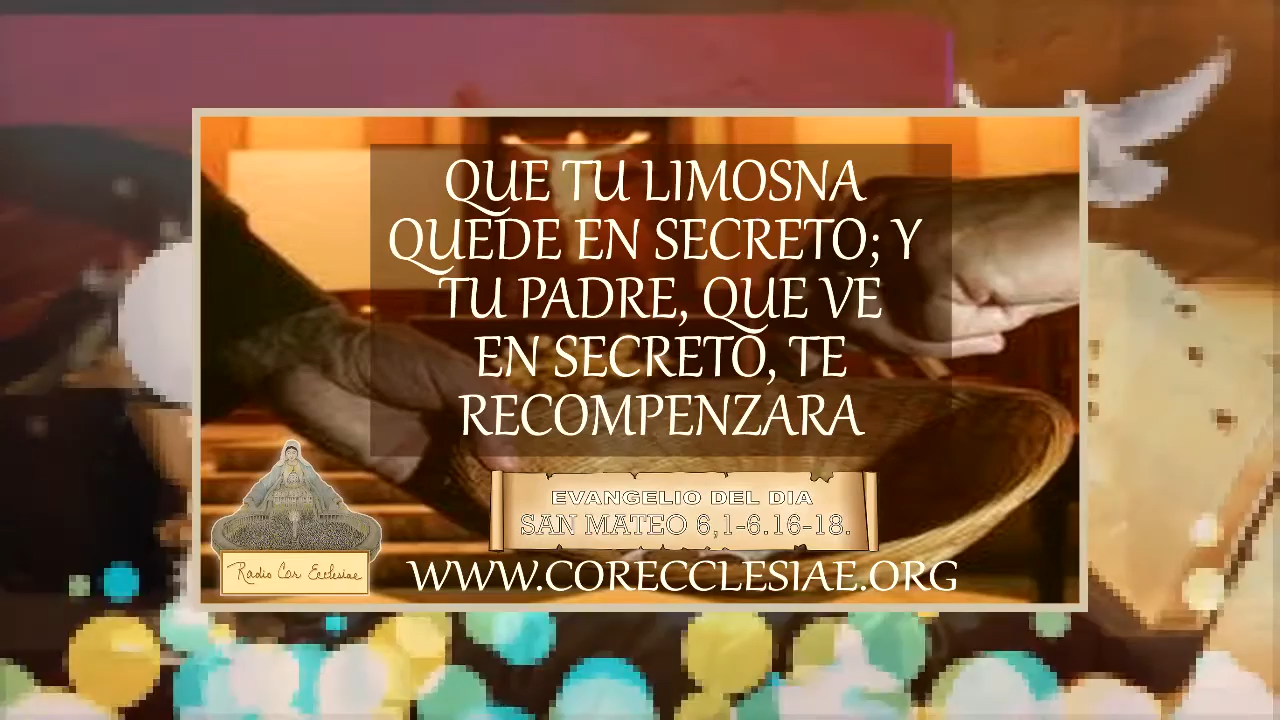 QUE TU LIMOSNA
QUEDE EN SECRETO; Y
TU PADRE, QUE VE
EN SECRETO, TE
RECOMPENZARA
EVANGELIO DEL DIA
SAN MATEO 6,1-6.16-18.
Radio Cor Ecclesiae
WWW.CORECCLESIAE.ORG